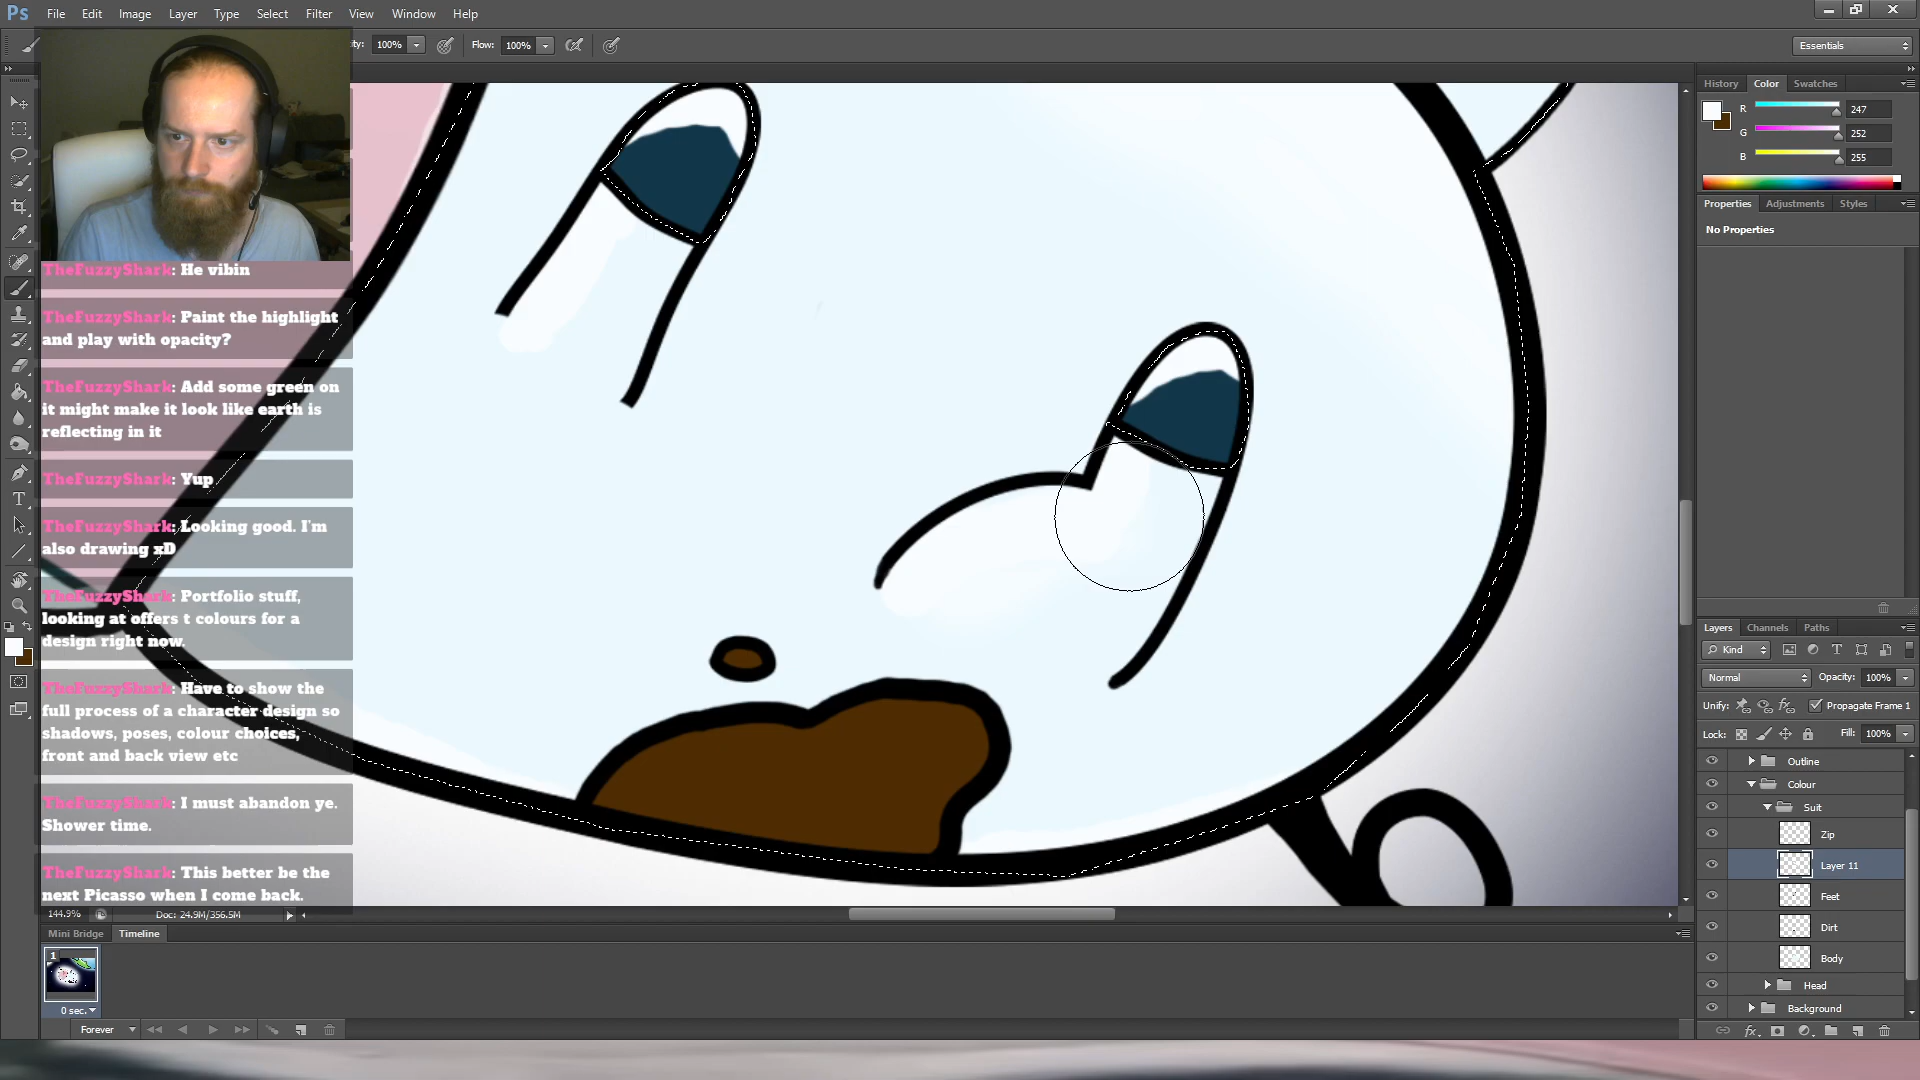 Ps File Edit Image Layer Type Select Filter View Window Help
ity: 100% Flow: 100% Essentials
History Color Swatches
R 247
G 252
B 255
Properties Adjustments Styles
No Properties
TheFuzzyShark: He vibin
TheFuzzyShark: Paint the highlight
and play with opacity?
TheFuzzyShark: Add some green on
it might make it look like earth is
reflecting in it
TheFuzzyShark: Yup
TheFuzzyShark: Looking good. I'm
also drawing xD
TheFuzzyShark: Portfolio stuff,
looking at offers t colours for a
design right now.
TheFuzzyShark: Have to show the
full process of a character design so
shadows, poses, colour choices,
front and back view etc
TheFuzzyShark: I must abandon ye.
Shower time.
TheFuzzyShark: This better be the
next Picasso when I come back.
Layers Channels Paths
Kind
Normal Opacity: 100%
Unify: Propagate Frame 1
Lock: Fill: 100%
Outline
Colour
Suit
Zip
Layer 11
Feet
Dirt
Body
Head
Background
144.9% Doc: 24.9M/356.5M
Mini Bridge Timeline
1
0 sec.
Forever